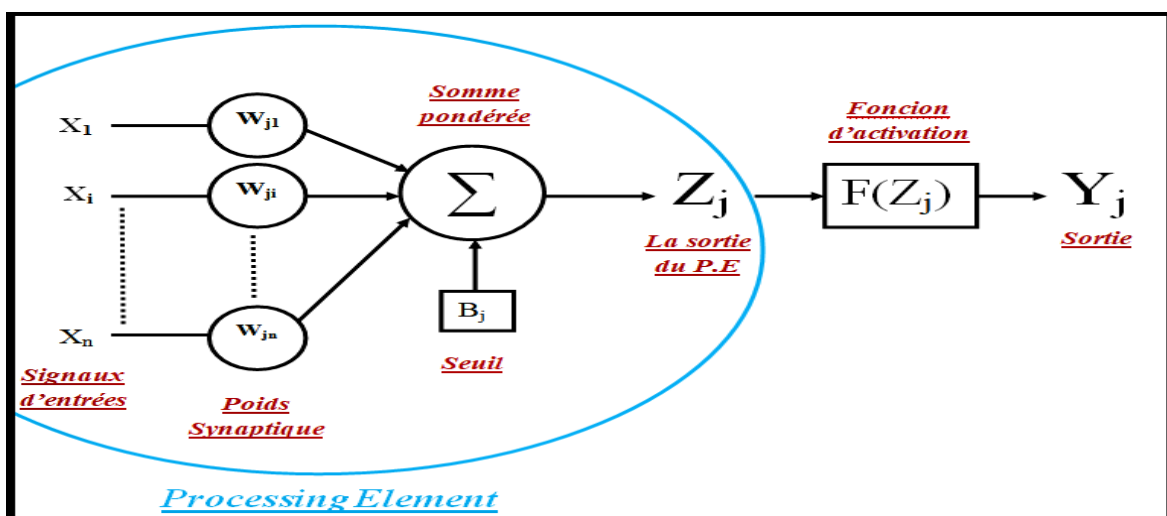 Somme
pondérée
Foncion
d'activation
X1
Wj1
Xi
Wji
Σ
Zj
F(Zj)
Yj
La sortie
du P.E
Sortie
Bj
Xn
Wjn
Seuil
Signaux
d'entrées
Poids
Synaptique
Processing Element